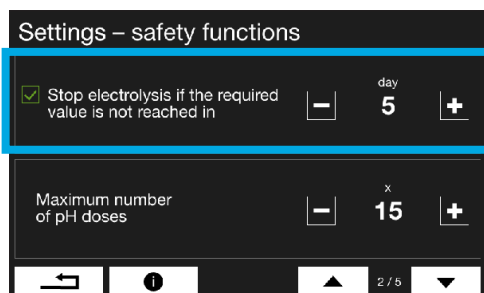 Settings – safety functions
Stop electrolysis if the required
value is not reached in
day
5
Maximum number
of pH doses
x
15
2/5